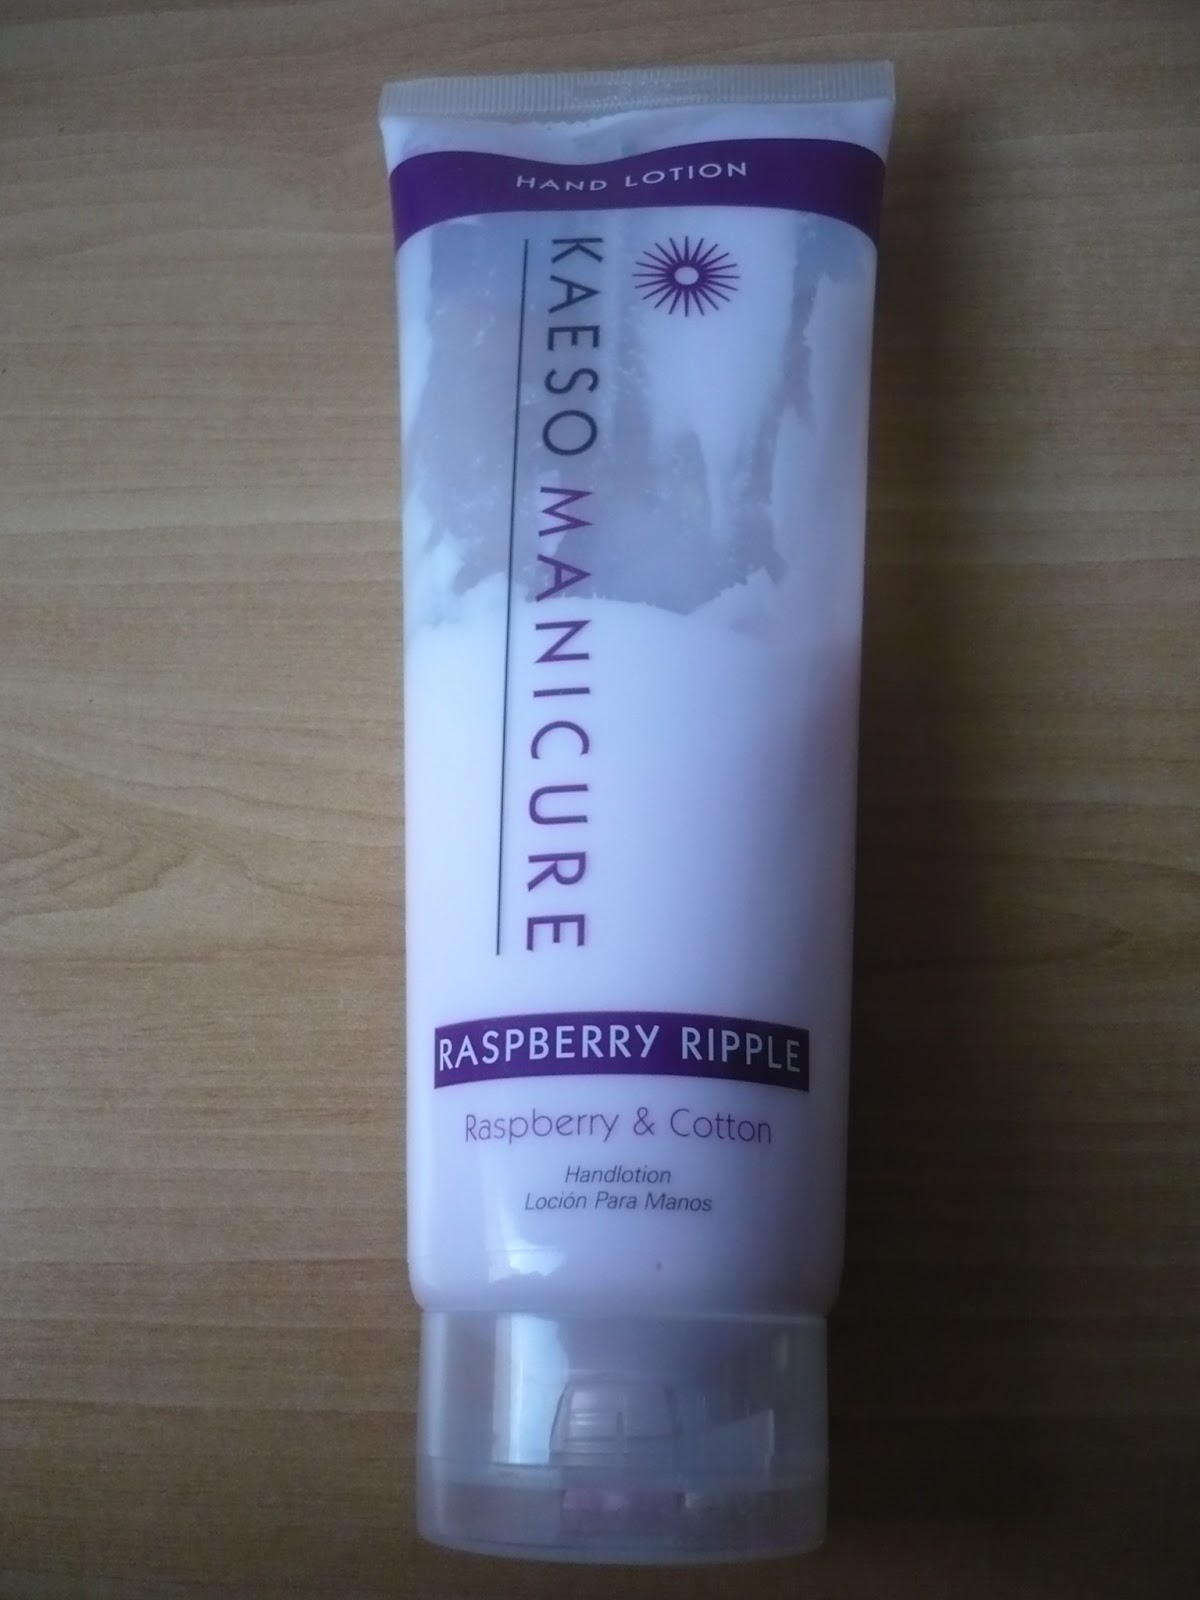 HAND LOTION
KAESO MANICURE
RASPBERRY RIPPLE
Raspberry & Cotton
Handlotion
Loción Para Manos